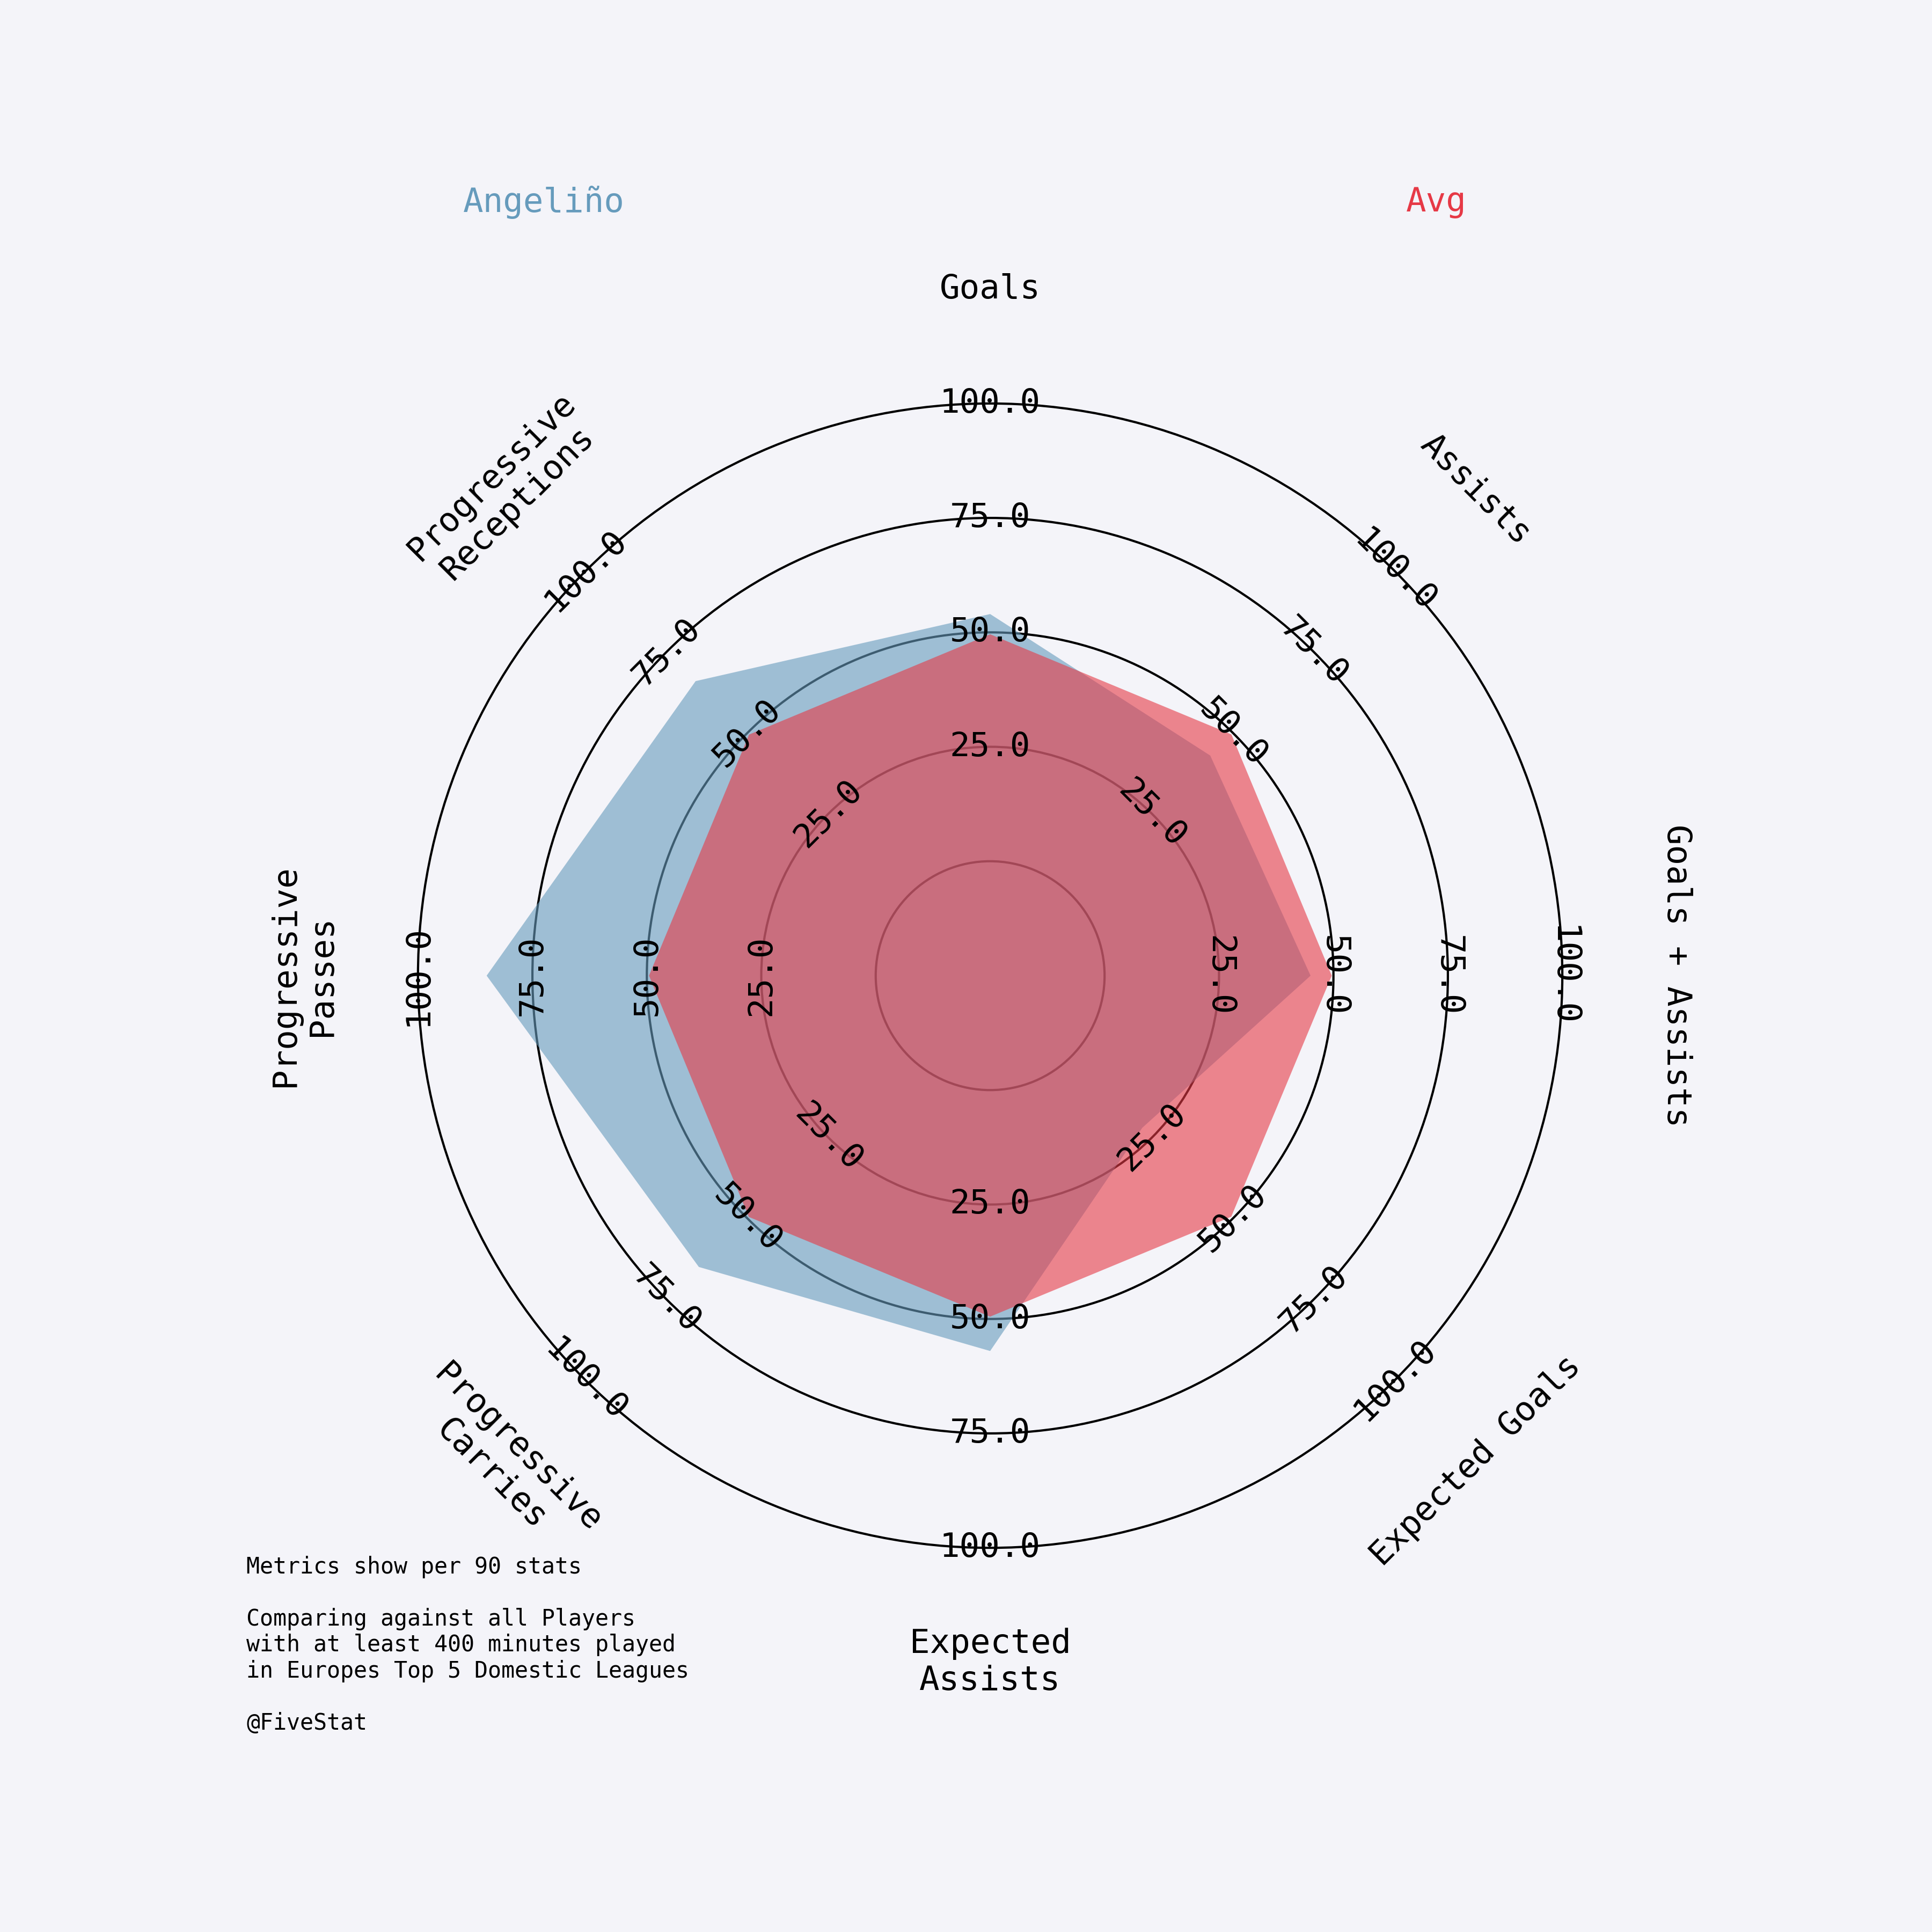 Angeliño
Avg
Goals
Assists
Goals + Assists
Expected Goals
Expected
Assists
Progressive
Carries
Progressive
Passes
Progressive
Receptions
25.0
50.0
75.0
100.0
25.0
50.0
75.0
100.0
25.0
50.0
75.0
100.0
25.0
50.0
75.0
100.0
25.0
50.0
75.0
100.0
25.0
50.0
75.0
100.0
25.0
50.0
75.0
100.0
25.0
50.0
75.0
100.0
Metrics show per 90 stats
Comparing against all Players
with at least 400 minutes played
in Europes Top 5 Domestic Leagues
@FiveStat